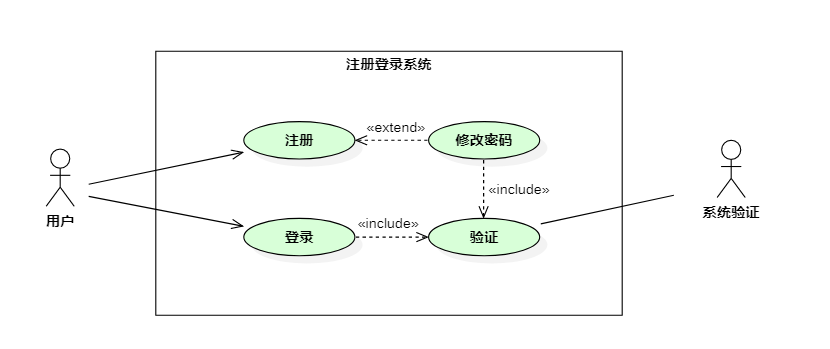 注册登录系统
注册
«extend»
修改密码
«include»
用户
系统验证
登录
«include»
验证